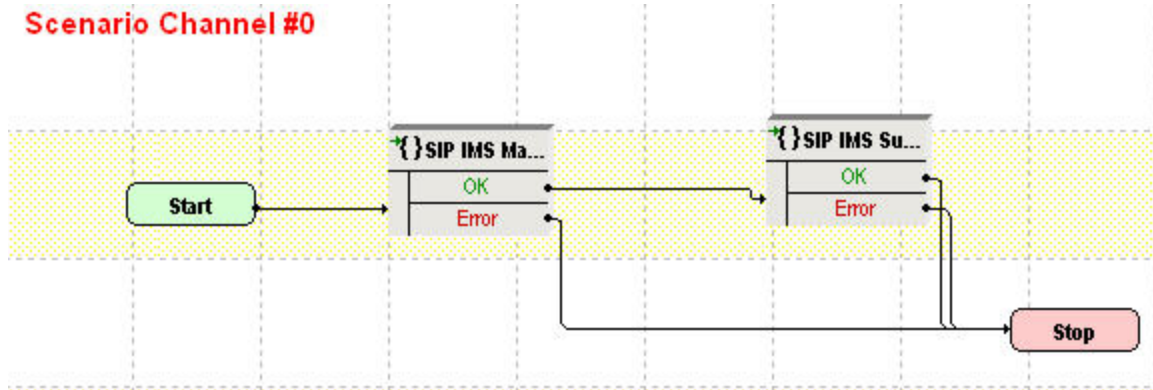 Scenario Channel #0
{}SIP IMS Ma...
OK
Error
{}SIP IMS Su...
OK
Error
Start
Stop